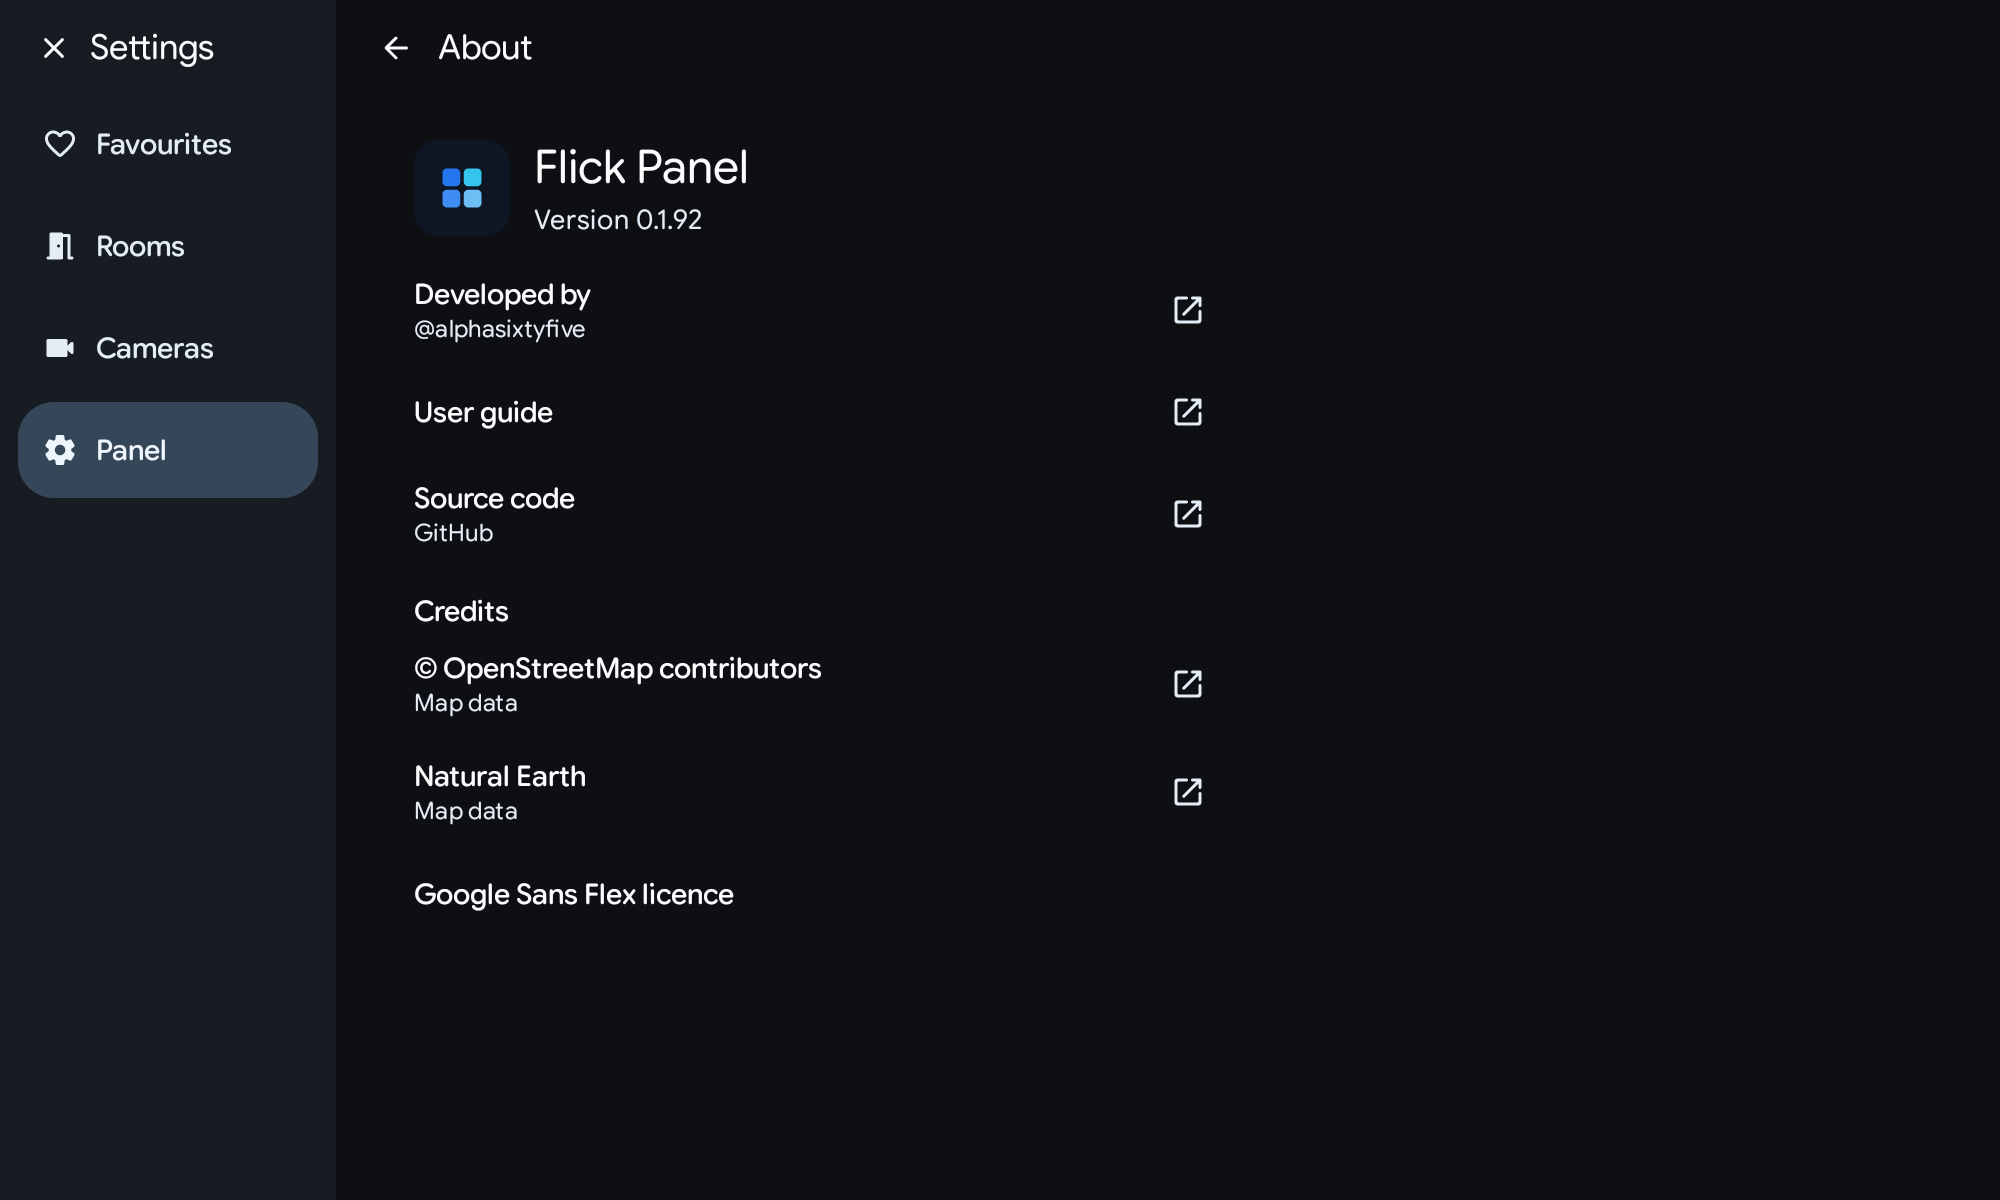 Settings
Favourites
Rooms
Cameras
Panel
About
Flick Panel
Version 0.1.92
Developed by
@alphasixtyfive
User guide
Source code
GitHub
Credits
© OpenStreetMap contributors
Map data
Natural Earth
Map data
Google Sans Flex licence